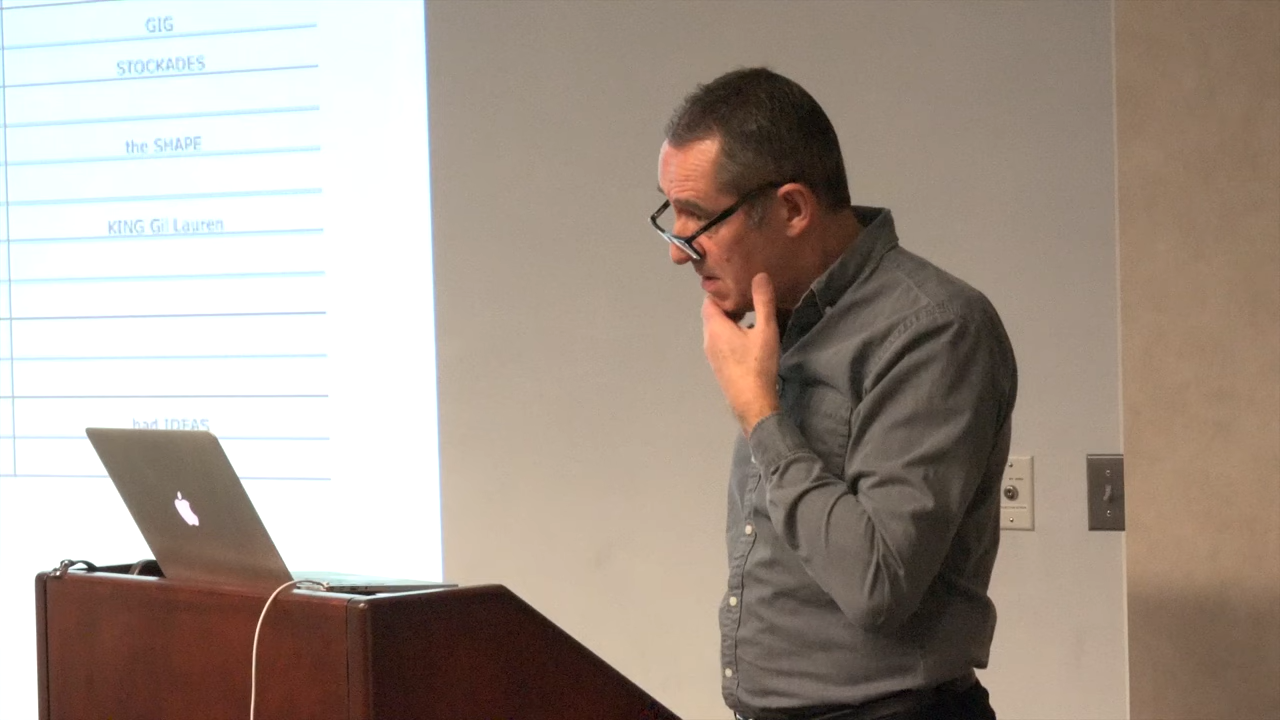 GIG
STOCKADES
the SHAPE
KING Gil Lauren
bad IDEAS